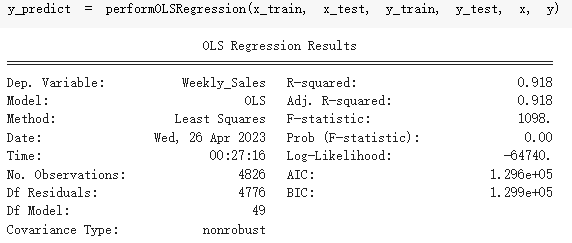 y_predict = performOLSRegression(x_train, x_test, y_train, y_test, x, y)
OLS Regression Results
Dep. Variable: Weekly_Sales R-squared: 0.918
Model: OLS Adj. R-squared: 0.918
Method: Least Squares F-statistic: 1098.
Date: Wed, 26 Apr 2023 Prob (F-statistic): 0.00
Time: 00:27:16 Log-Likelihood: -64740.
No. Observations: 4826 AIC: 1.296e+05
Df Residuals: 4776 BIC: 1.299e+05
Df Model: 49
Covariance Type: nonrobust